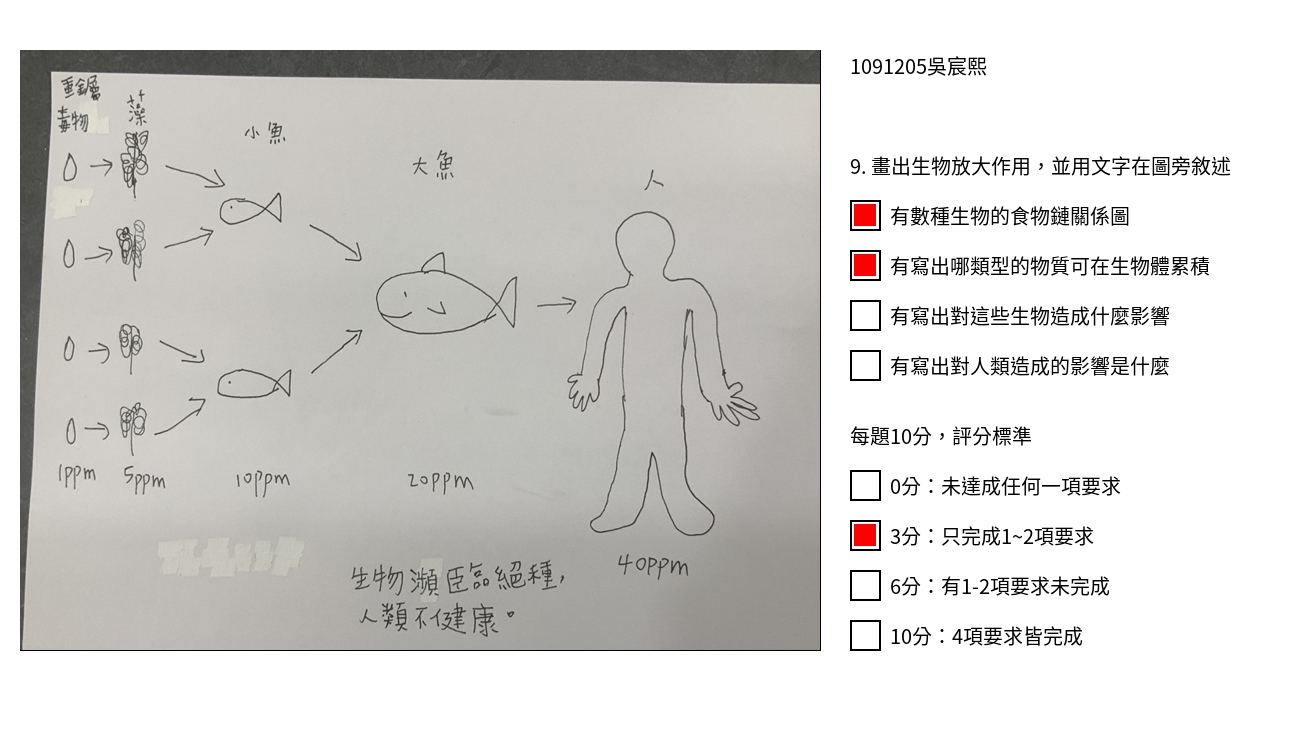 重金屬
毒物
藻
小魚
大魚
人
1ppm
5ppm
10ppm
20ppm
40ppm
生物瀕臨絕種，
人類不健康。
1091205吳宸熙
9. 畫出生物放大作用，並用文字在圖旁敘述
有數種生物的食物鏈關係圖
有寫出哪類型的物質可在生物體累積
有寫出對這些生物造成什麼影響
有寫出對人類造成的影響是什麼
每題10分，評分標準
0分：未達成任何一項要求
3分：只完成1~2項要求
6分：有1-2項要求未完成
10分：4項要求皆完成